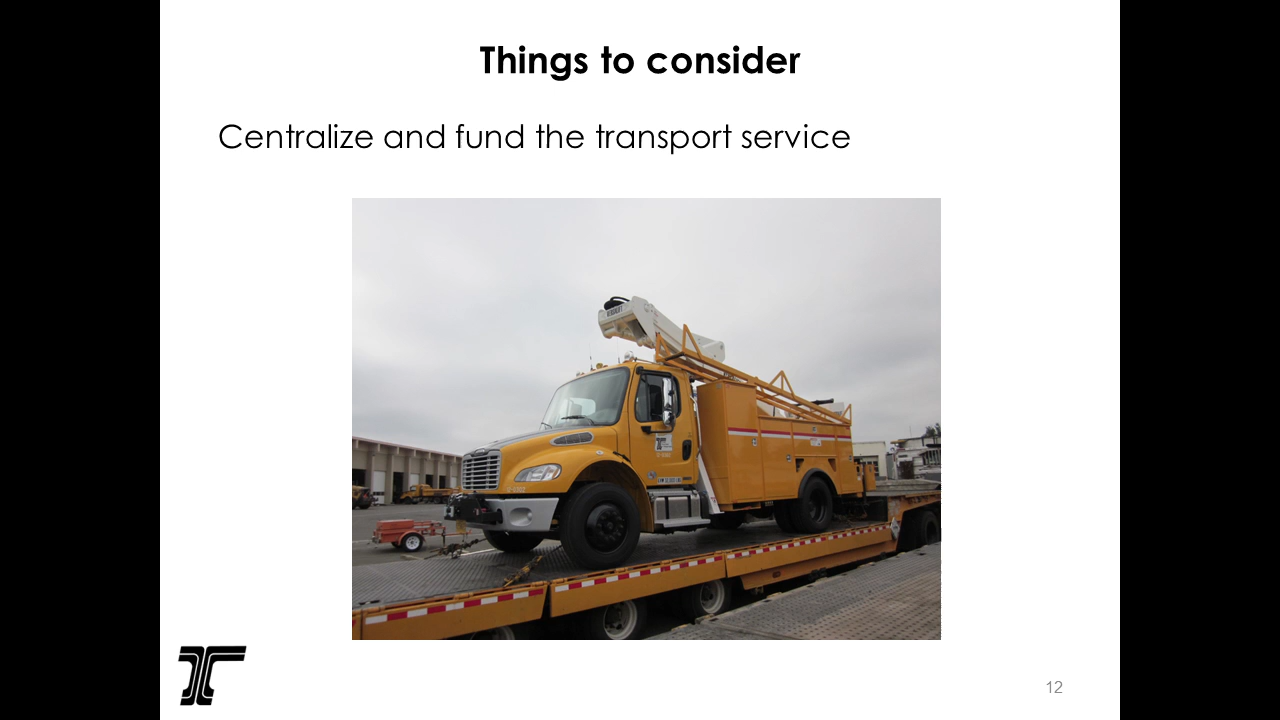 Things to consider
Centralize and fund the transport service
12